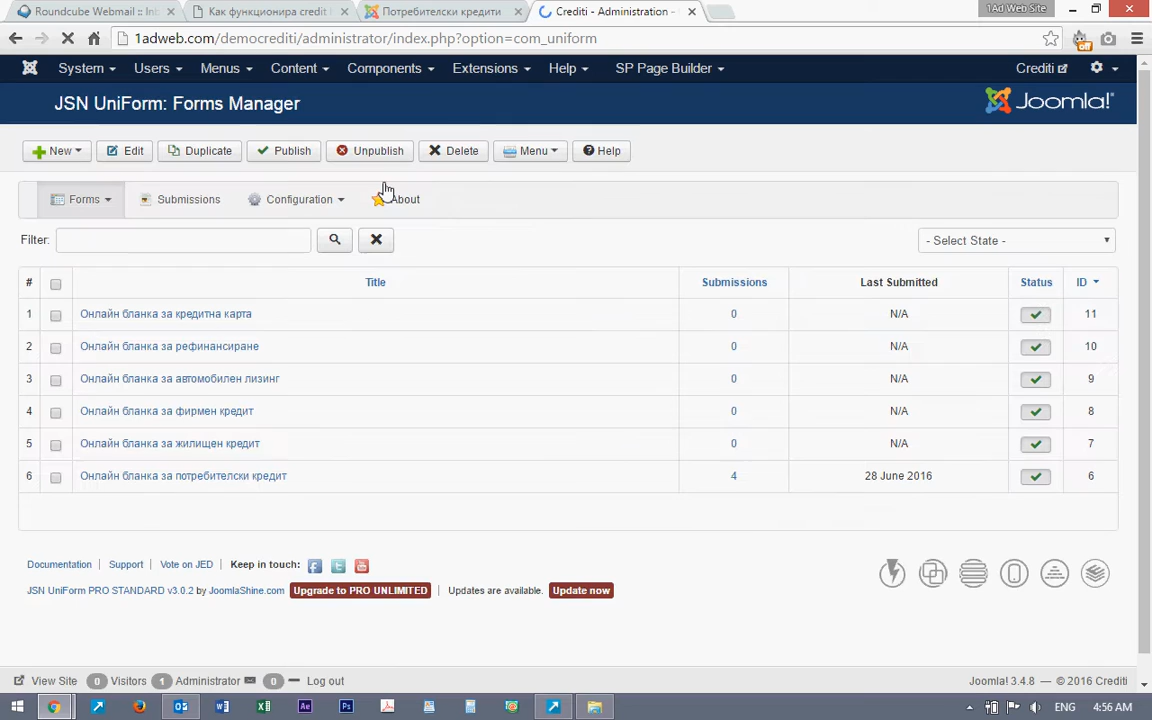 Roundcube Webmail :: Int
Как функционира credit
Потребителски кредити
Crediti - Administration -
1Ad Web Site
1adweb.com/democrediti/administrator/index.php?option=com_uniform
off
System Users Menus Content Components Extensions Help SP Page Builder Crediti
JSN UniForm: Forms Manager Joomla!
New Edit Duplicate Publish Unpublish Delete Menu Help
Forms Submissions Configuration About
Filter: - Select State -
# Title Submissions Last Submitted Status ID
1 Онлайн бланка за кредитна карта 0 N/A 11
2 Онлайн бланка за рефинансиране 0 N/A 10
3 Онлайн бланка за автомобилен лизинг 0 N/A 9
4 Онлайн бланка за фирмен кредит 0 N/A 8
5 Онлайн бланка за жилищен кредит 0 N/A 7
6 Онлайн бланка за потребителски кредит 4 28 June 2016 6
Documentation Support Vote on JED Keep in touch:
JSN UniForm PRO STANDARD v3.0.2 by JoomlaShine.com Upgrade to PRO UNLIMITED Updates are available. Update now
View Site 0 Visitors 1 Administrator 0 Log out Joomla! 3.4.8 — © 2016 Crediti
ENG 4:56 AM